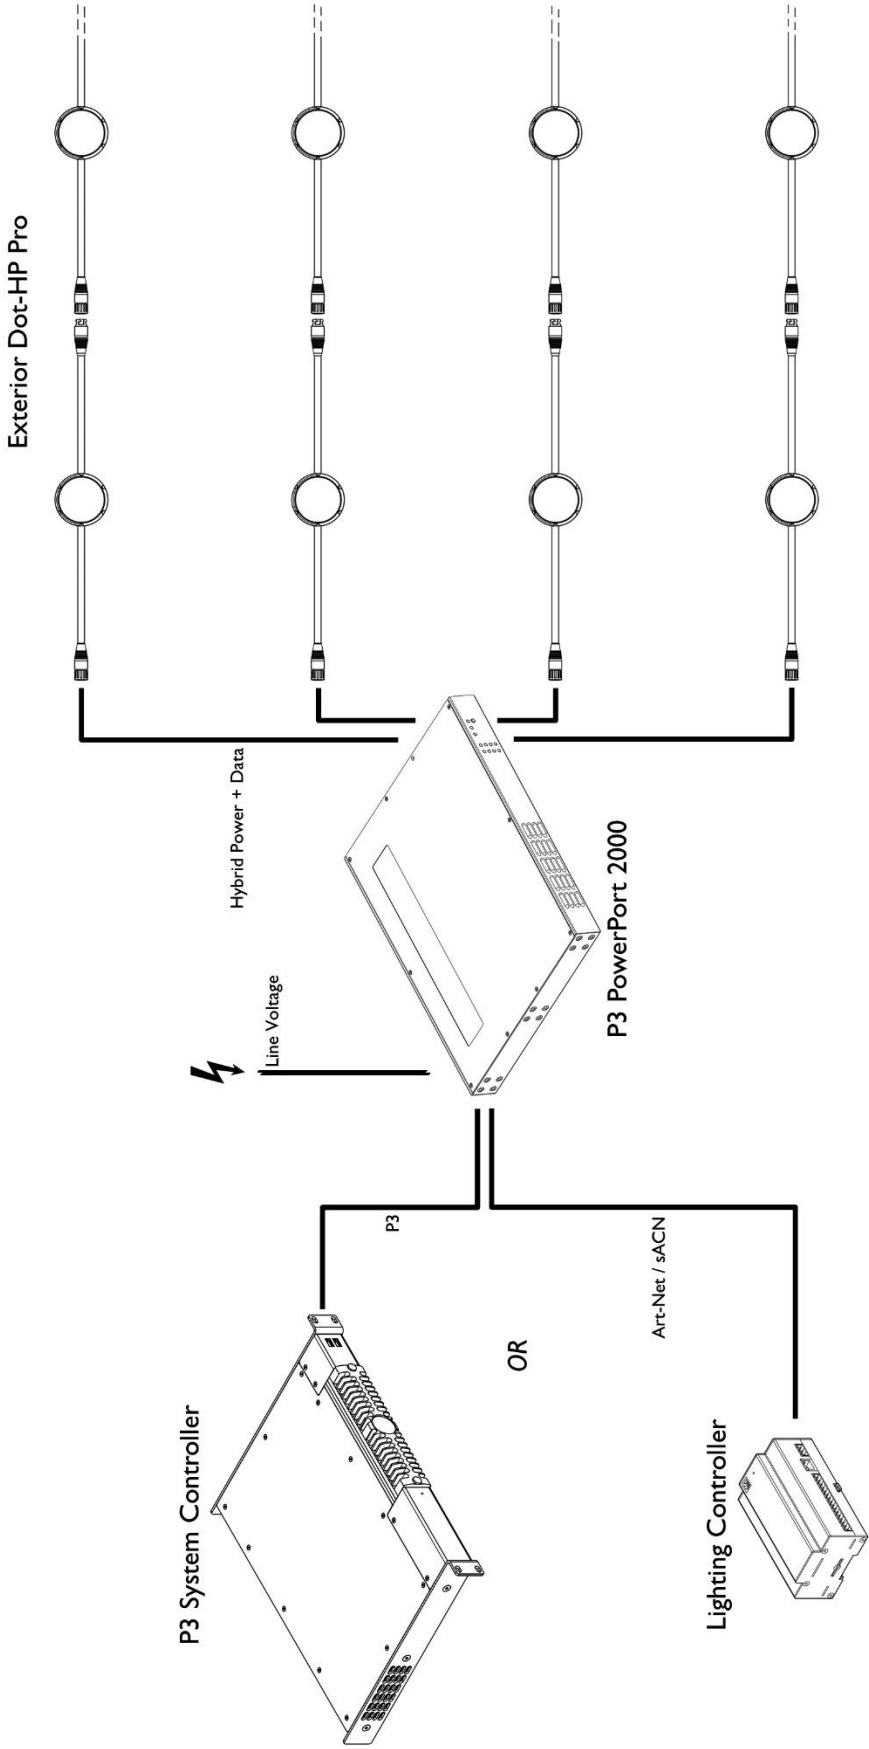 Exterior Dot-HP Pro
Hybrid Power + Data
Line Voltage
P3 PowerPort 2000
P3
Art-Net / sACN
OR
P3 System Controller
Lighting Controller